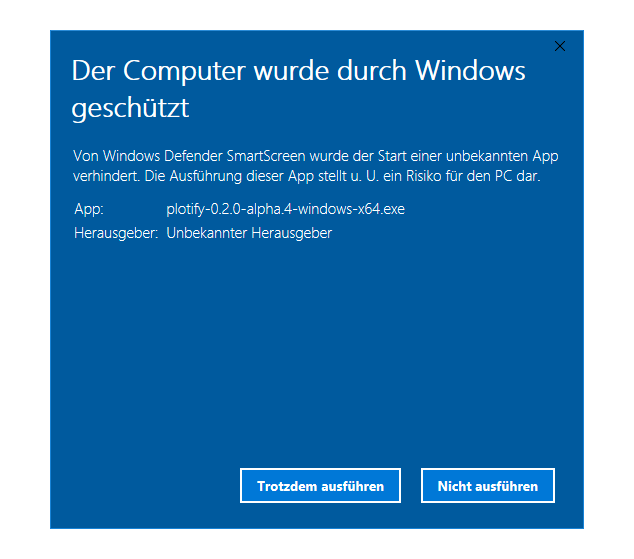 Der Computer wurde durch Windows
geschützt
Von Windows Defender SmartScreen wurde der Start einer unbekannten App
verhindert. Die Ausführung dieser App stellt u. U. ein Risiko für den PC dar.
App: plotify-0.2.0-alpha.4-windows-x64.exe
Herausgeber: Unbekannter Herausgeber
Trotzdem ausführen Nicht ausführen